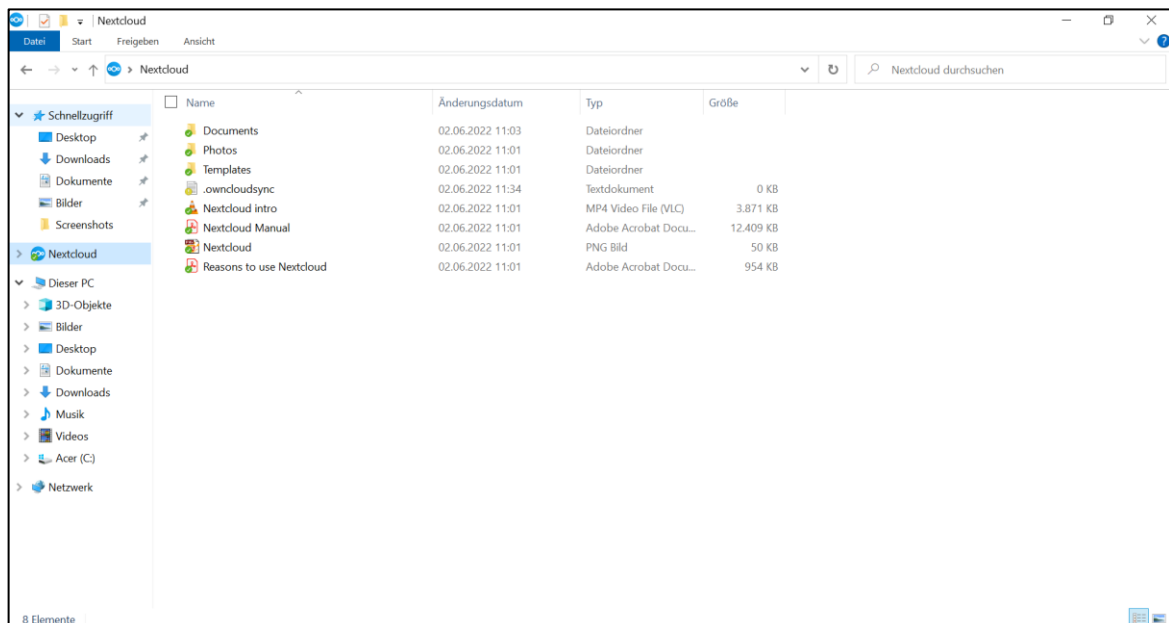 Nextcloud
Datei Start Freigeben Ansicht
Nextcloud
Nextcloud durchsuchen
Name Änderungsdatum Typ Größe
Schnellzugriff
Desktop
Downloads
Dokumente
Bilder
Screenshots
Nextcloud
Dieser PC
3D-Objekte
Bilder
Desktop
Dokumente
Downloads
Musik
Videos
Acer (C:)
Netzwerk
Documents 02.06.2022 11:03 Dateiordner
Photos 02.06.2022 11:01 Dateiordner
Templates 02.06.2022 11:01 Dateiordner
.owncloudsync 02.06.2022 11:34 Textdokument 0 KB
Nextcloud intro 02.06.2022 11:01 MP4 Video File (VLC) 3.871 KB
Nextcloud Manual 02.06.2022 11:01 Adobe Acrobat Docu... 12.409 KB
Nextcloud 02.06.2022 11:01 PNG Bild 50 KB
Reasons to use Nextcloud 02.06.2022 11:01 Adobe Acrobat Docu... 954 KB
8 Elemente